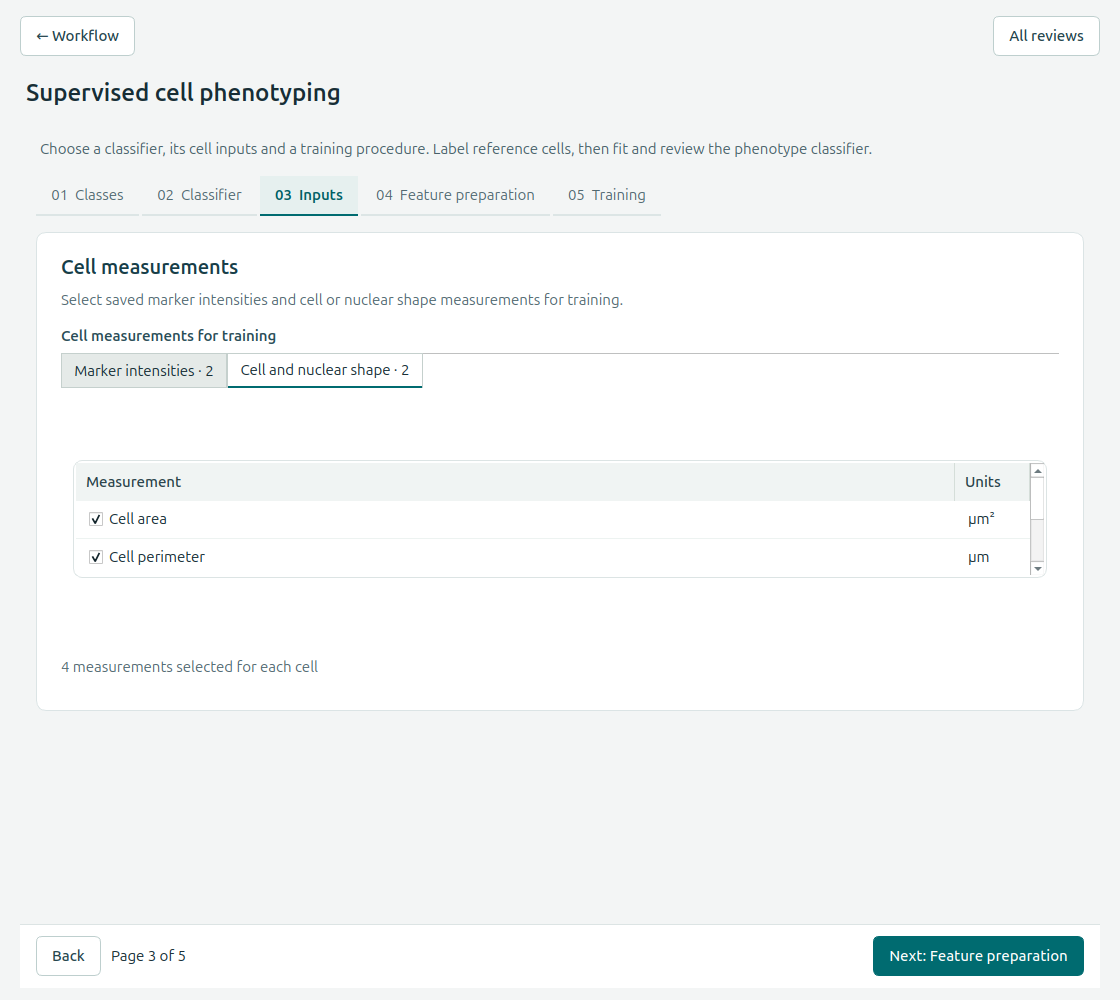 ← Workflow
All reviews
Supervised cell phenotyping
Choose a classifier, its cell inputs and a training procedure. Label reference cells, then fit and review the phenotype classifier.
01 Classes
02 Classifier
03 Inputs
04 Feature preparation
05 Training
Cell measurements
Select saved marker intensities and cell or nuclear shape measurements for training.
Cell measurements for training
Marker intensities · 2
Cell and nuclear shape · 2
Measurement
Units
Cell area
µm²
Cell perimeter
µm
4 measurements selected for each cell
Back
Page 3 of 5
Next: Feature preparation